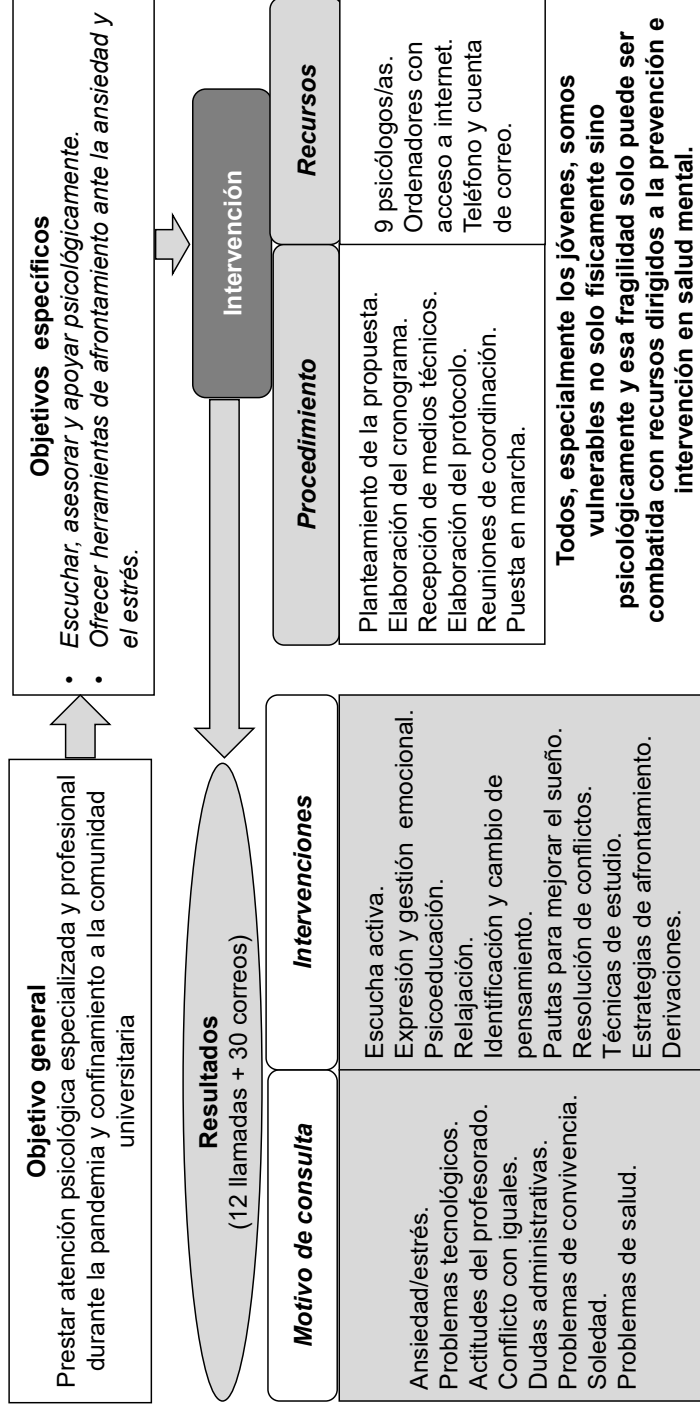 Objetivo general
Prestar atención psicológica especializada y profesional
durante la pandemia y confinamiento a la comunidad
universitaria
Objetivos específicos
• Escuchar, asesorar y apoyar psicológicamente.
• Ofrecer herramientas de afrontamiento ante la ansiedad y
el estrés.
Intervención
Procedimiento
Planteamiento de la propuesta.
Elaboración del cronograma.
Recepción de medios técnicos.
Elaboración del protocolo.
Reuniones de coordinación.
Puesta en marcha.
Recursos
9 psicólogos/as.
Ordenadores con
acceso a internet.
Teléfono y cuenta
de correo.
Resultados
(12 llamadas + 30 correos)
Motivo de consulta
Ansiedad/estrés.
Problemas tecnológicos.
Actitudes del profesorado.
Conflicto con iguales.
Dudas administrativas.
Problemas de convivencia.
Soledad.
Problemas de salud.
Intervenciones
Escucha activa.
Expresión y gestión emocional.
Psicoeducación.
Relajación.
Identificación y cambio de
pensamiento.
Pautas para mejorar el sueño.
Resolución de conflictos.
Técnicas de estudio.
Estrategias de afrontamiento.
Derivaciones.
Todos, especialmente los jóvenes, somos
vulnerables no solo físicamente sino
psicológicamente y esa fragilidad solo puede ser
combatida con recursos dirigidos a la prevención e
intervención en salud mental.